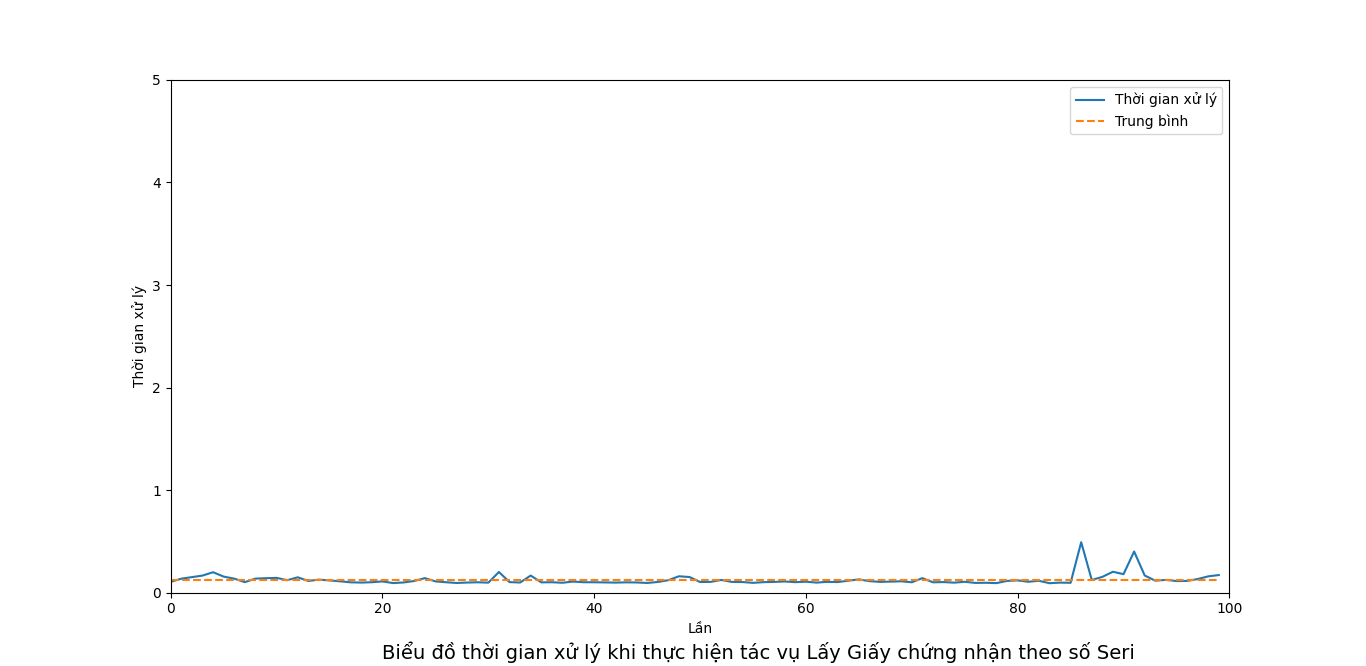 5
4
3
2
1
0
Thời gian xử lý
Thời gian xử lý
Trung bình
0
20
40
60
80
100
Lần
Biểu đồ thời gian xử lý khi thực hiện tác vụ Lấy Giấy chứng nhận theo số Seri